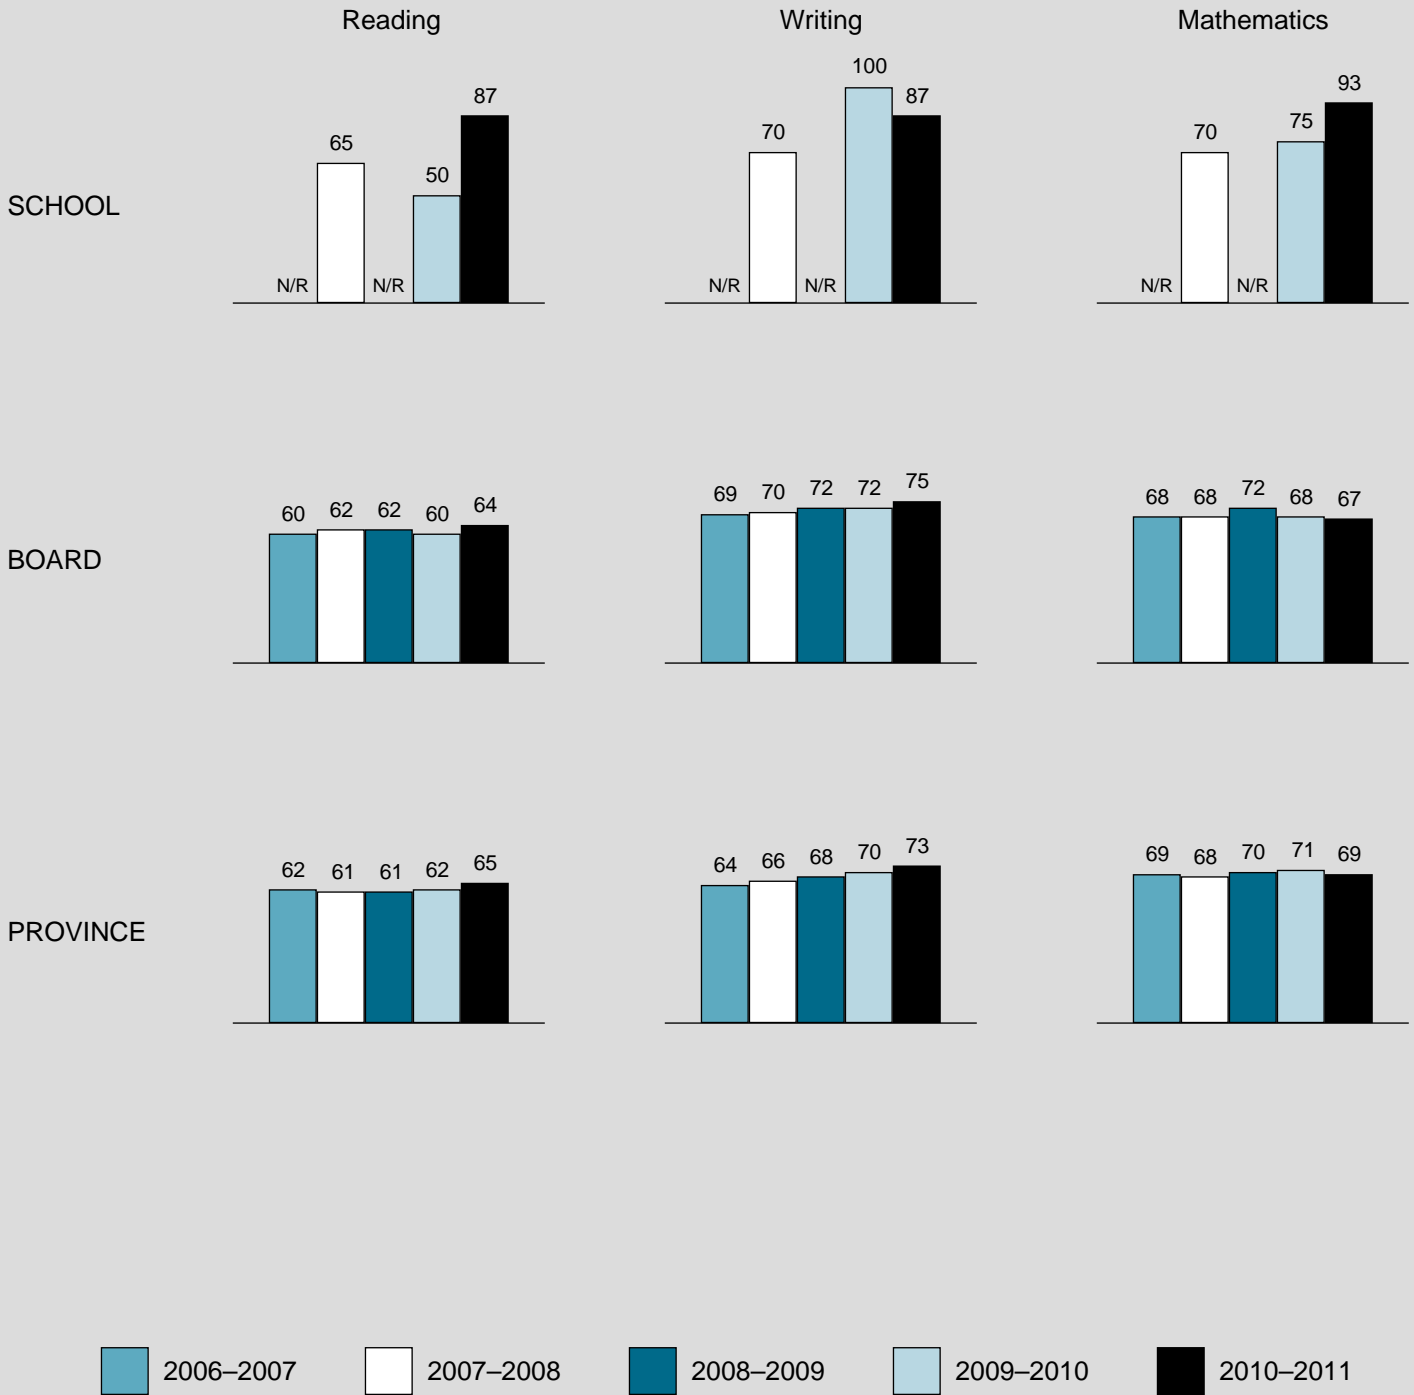 Reading Writing Mathematics
SCHOOL
N/R 65 N/R 50 87
N/R 70 N/R 100 87
N/R 70 N/R 75 93
BOARD
60 62 62 60 64
69 70 72 72 75
68 68 72 68 67
PROVINCE
62 61 61 62 65
64 66 68 70 73
69 68 70 71 69
2006–2007 2007–2008 2008–2009 2009–2010 2010–2011